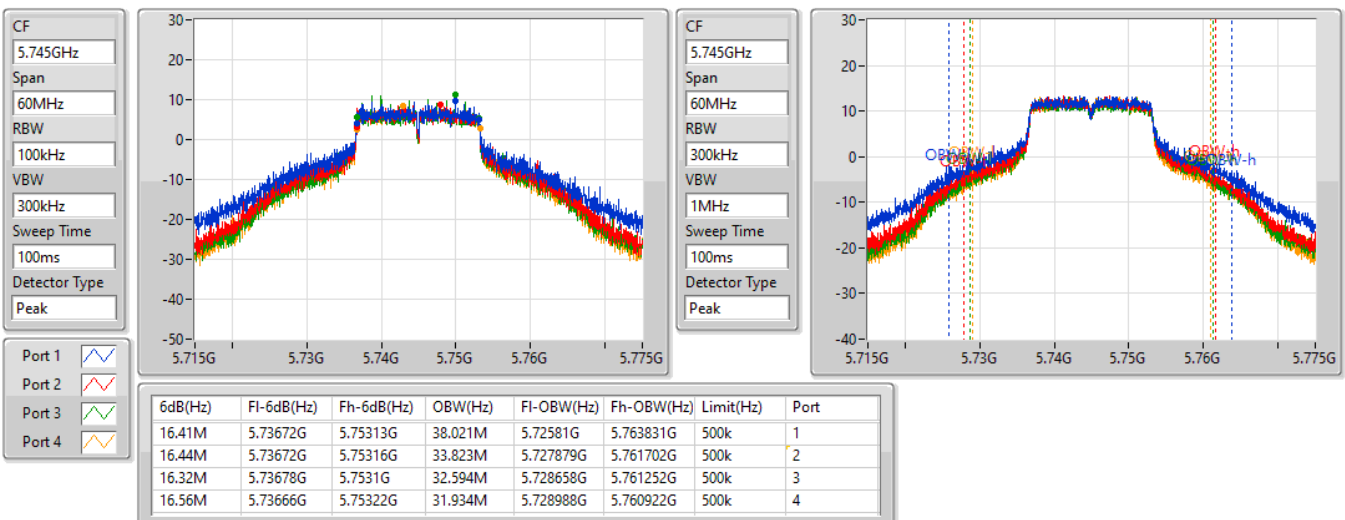 CF
5.745GHz
Span
60MHz
RBW
100kHz
VBW
300kHz
Sweep Time
100ms
Detector Type
Peak
30
20
10
0
-10
-20
-30
-40
-50
5.715G 5.73G 5.74G 5.75G 5.76G 5.775G
CF
5.745GHz
Span
60MHz
RBW
300kHz
VBW
1MHz
Sweep Time
100ms
Detector Type
Peak
30
20
10
0
-10
-20
-30
-40
OBW-h
OBW-h
5.715G 5.73G 5.74G 5.75G 5.76G 5.775G
Port 1
Port 2
Port 3
Port 4
6dB(Hz) Fl-6dB(Hz) Fh-6dB(Hz) OBW(Hz) Fl-OBW(Hz) Fh-OBW(Hz) Limit(Hz) Port
16.41M 5.73672G 5.75313G 38.021M 5.72581G 5.763831G 500k 1
16.44M 5.73672G 5.75316G 33.823M 5.727879G 5.761702G 500k 2
16.32M 5.73678G 5.7531G 32.594M 5.728658G 5.761252G 500k 3
16.56M 5.73666G 5.75322G 31.934M 5.728988G 5.760922G 500k 4